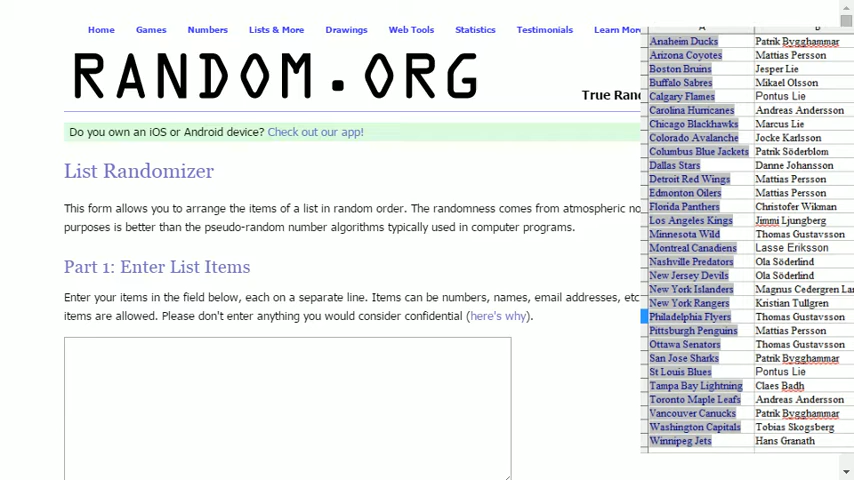 Home Games Numbers Lists & More Drawings Web Tools Statistics Testimonials Learn More
RANDOM.ORG
True Rand
Do you own an iOS or Android device? Check out our app!
List Randomizer
This form allows you to arrange the items of a list in random order. The randomness comes from atmospheric no
purposes is better than the pseudo-random number algorithms typically used in computer programs.
Part 1: Enter List Items
Enter your items in the field below, each on a separate line. Items can be numbers, names, email addresses, etc
items are allowed. Please don't enter anything you would consider confidential (here's why).
Anaheim Ducks Patrik Bygghammar
Arizona Coyotes Mattias Persson
Boston Bruins Jesper Lie
Buffalo Sabres Mikael Olsson
Calgary Flames Pontus Lie
Carolina Hurricanes Andreas Andersson
Chicago Blackhawks Marcus Lie
Colorado Avalanche Jocke Karlsson
Columbus Blue Jackets Patrik Söderblom
Dallas Stars Danne Johansson
Detroit Red Wings Mattias Persson
Edmonton Oilers Mattias Persson
Florida Panthers Christofer Wikman
Los Angeles Kings Jimmi Ljungberg
Minnesota Wild Thomas Gustavsson
Montreal Canadiens Lasse Eriksson
Nashville Predators Ola Söderlind
New Jersey Devils Ola Söderlind
New York Islanders Magnus Cedergren Lar
New York Rangers Kristian Tullgren
Philadelphia Flyers Thomas Gustavsson
Pittsburgh Penguins Mattias Persson
Ottawa Senators Thomas Gustavsson
San Jose Sharks Patrik Bygghammar
St Louis Blues Pontus Lie
Tampa Bay Lightning Claes Badh
Toronto Maple Leafs Andreas Andersson
Vancouver Canucks Patrik Bygghammar
Washington Capitals Tobias Skogsberg
Winnipeg Jets Hans Granath